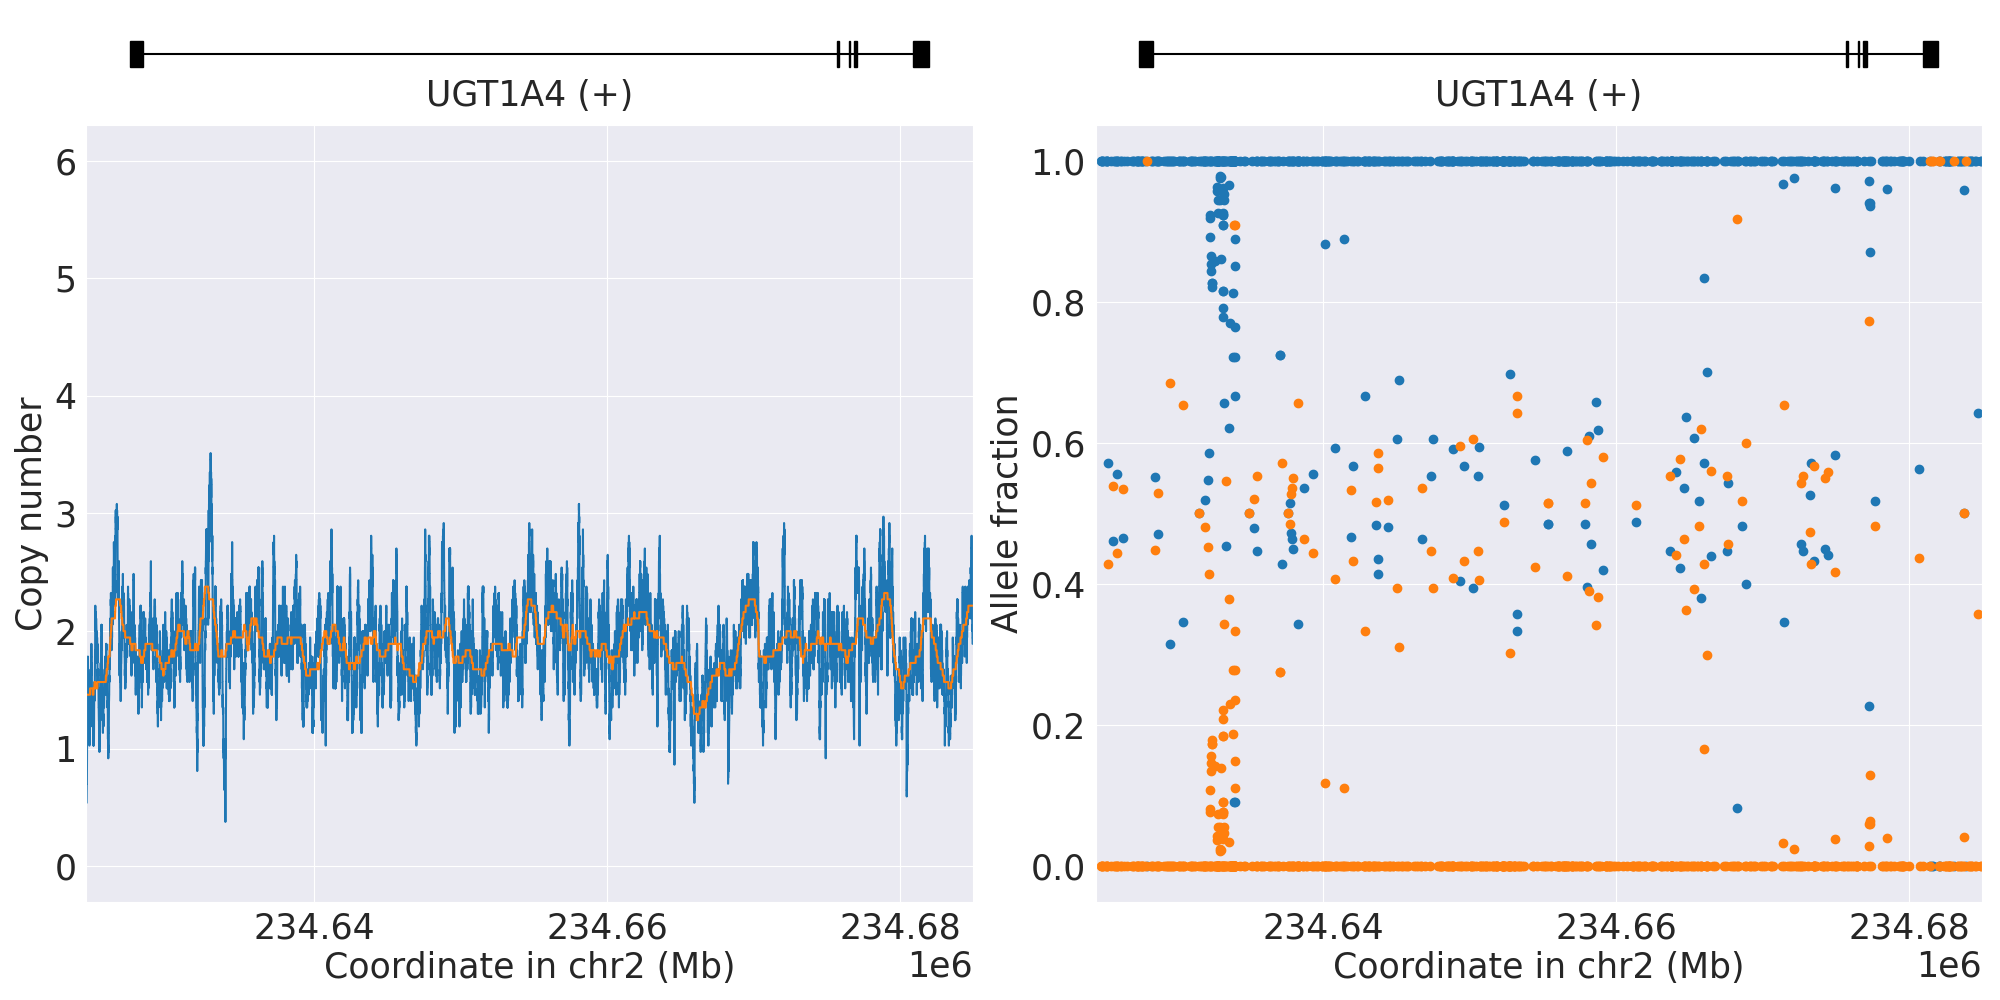 UGT1A4 (+)
Copy number
6
5
4
3
2
1
0
234.64 234.66 234.68
1e6
Coordinate in chr2 (Mb)
UGT1A4 (+)
Allele fraction
1.0
0.8
0.6
0.4
0.2
0.0
234.64 234.66 234.68
1e6
Coordinate in chr2 (Mb)